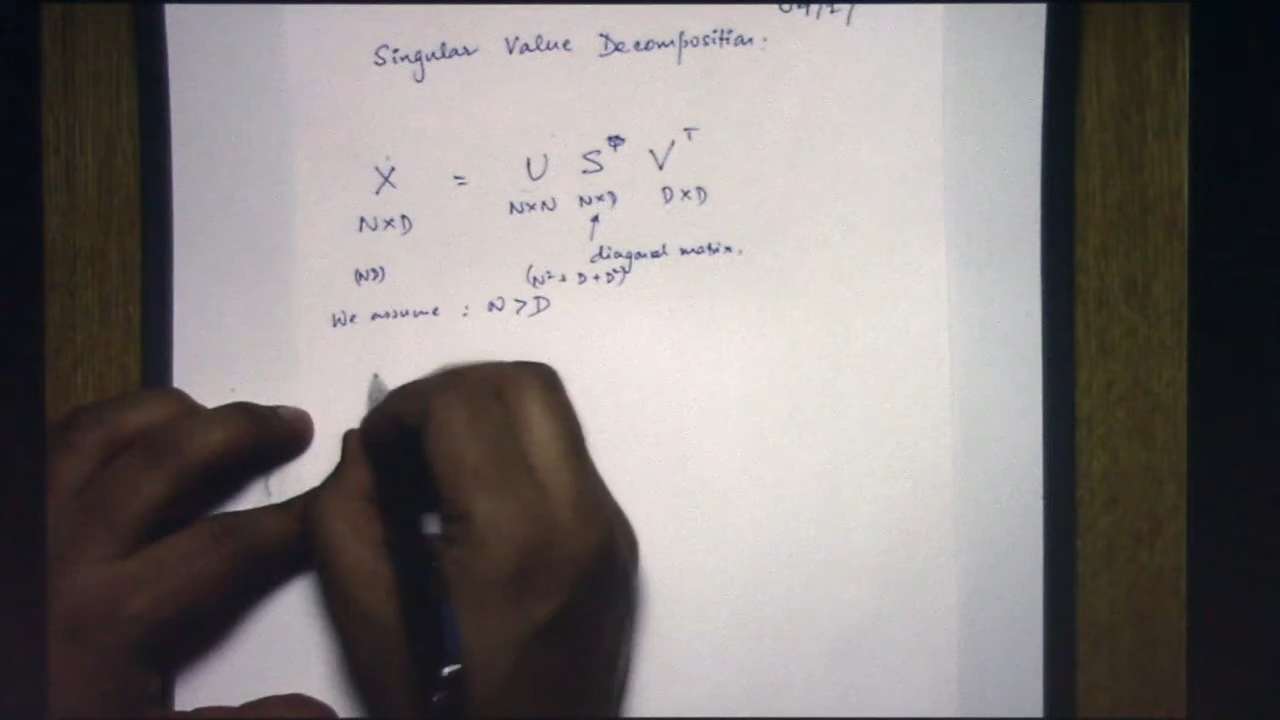 Singular Value Decomposition:
X = U S V^T
N×D N×N N×D D×D
↑
diagonal matrix.
(ND) (N² + D + D²)
We assume : N > D